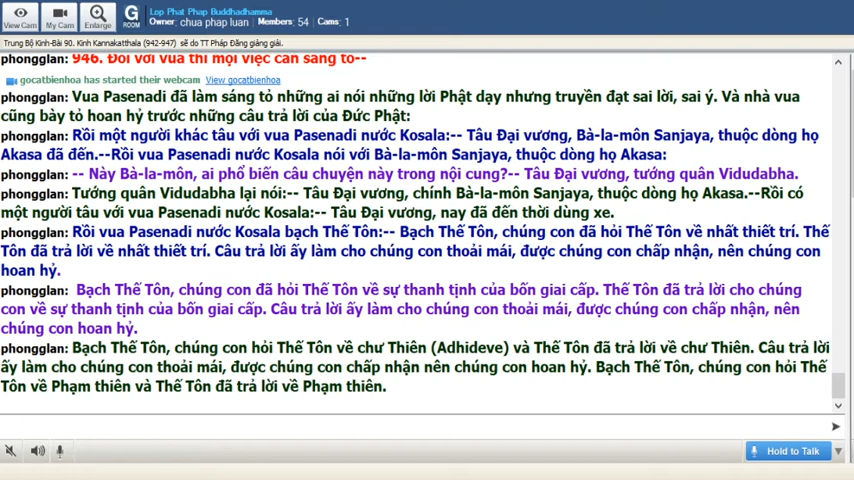 View Cam
My Cam
Enlarge
G
ROOM
Lop Phat Phap Buddhadhamma
Owner: chua phap luan | Members: 54 | Cams: 1
Trung Bộ Kinh-Bài 90. Kinh Kannakatthala (942-947) sẽ do TT Pháp Đăng giảng giải.
phongglan: 946. Đối với vua thì mọi việc cần sáng tỏ--
gocatbienhoa has started their webcam View gocatbienhoa
phongglan: Vua Pasenadi đã làm sáng tỏ những ai nói những lời Phật dạy nhưng truyền đạt sai lời, sai ý. Và nhà vua
cũng bày tỏ hoan hỷ trước những câu trả lời của Đức Phật:
phongglan: Rồi một người khác tâu với vua Pasenadi nước Kosala:-- Tâu Đại vương, Bà-la-môn Sanjaya, thuộc dòng họ
Akasa đã đến.--Rồi vua Pasenadi nước Kosala nói với Bà-la-môn Sanjaya, thuộc dòng họ Akasa:
phongglan: -- Này Bà-la-môn, ai phổ biến câu chuyện này trong nội cung?-- Tâu Đại vương, tướng quân Vidudabha.
phongglan: Tướng quân Vidudabha lại nói:-- Tâu Đại vương, chính Bà-la-môn Sanjaya, thuộc dòng họ Akasa.--Rồi có
một người tâu với vua Pasenadi nước Kosala:-- Tâu Đại vương, nay đã đến thời dùng xe.
phongglan: Rồi vua Pasenadi nước Kosala bạch Thế Tôn:-- Bạch Thế Tôn, chúng con đã hỏi Thế Tôn về nhất thiết trí. Thế
Tôn đã trả lời về nhất thiết trí. Câu trả lời ấy làm cho chúng con thoải mái, được chúng con chấp nhận, nên chúng con
hoan hỷ.
phongglan: Bạch Thế Tôn, chúng con đã hỏi Thế Tôn về sự thanh tịnh của bốn giai cấp. Thế Tôn đã trả lời cho chúng
con về sự thanh tịnh của bốn giai cấp. Câu trả lời ấy làm cho chúng con thoải mái, được chúng con chấp nhận, nên
chúng con hoan hỷ.
phongglan: Bạch Thế Tôn, chúng con hỏi Thế Tôn về chư Thiên (Adhideve) và Thế Tôn đã trả lời về chư Thiên. Câu trả lời
ấy làm cho chúng con thoải mái, được chúng con chấp nhận nên chúng con hoan hỷ. Bạch Thế Tôn, chúng con hỏi Thế
Tôn về Phạm thiên và Thế Tôn đã trả lời về Phạm thiên.
Hold to Talk